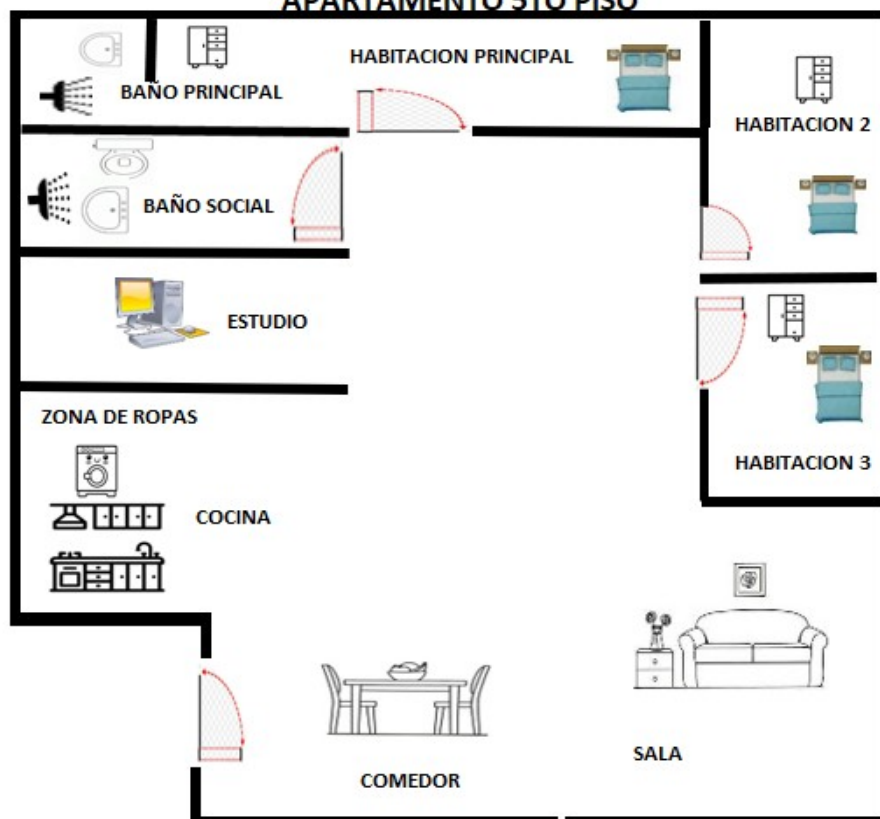 APARTAMENTO 5TO PISO
HABITACION PRINCIPAL
BAÑO PRINCIPAL
HABITACION 2
BAÑO SOCIAL
ESTUDIO
ZONA DE ROPAS
HABITACION 3
COCINA
SALA
COMEDOR